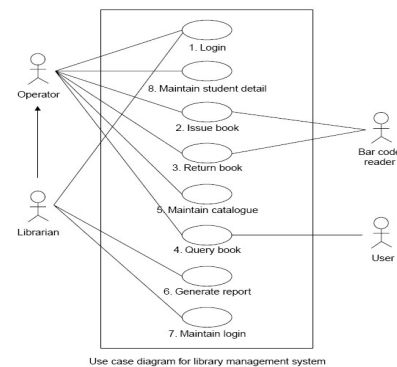 1. Login
8. Maintain student detail
Operator
2. Issue book
3. Return book
Bar code
reader
5. Maintain catalogue
Librarian
4. Query book
User
6. Generate report
7. Maintain login
Use case diagram for library management system